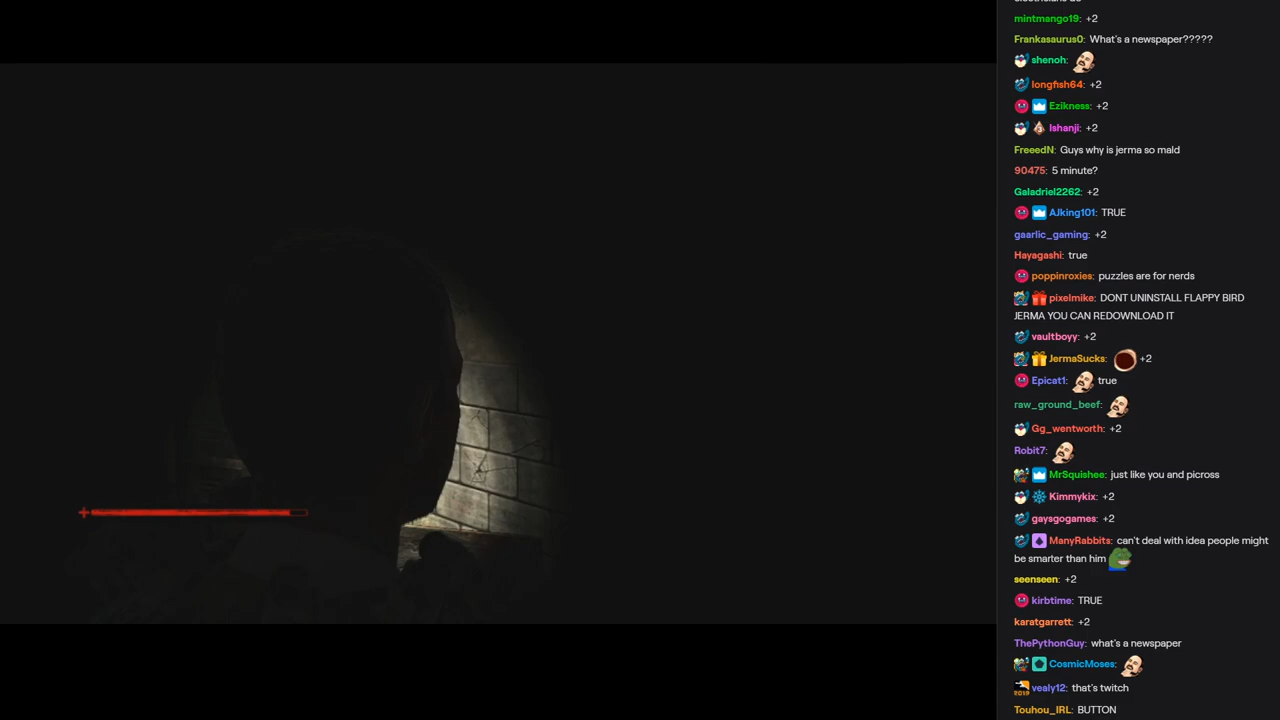 mintmango19: +2
Frankasaurus0: What's a newspaper?????
shenoh:
longfish64: +2
Ezikness: +2
Ishanji: +2
FreeedN: Guys why is jerma so mald
90475: 5 minute?
Galadriel2262: +2
AJking101: TRUE
gaarlic_gaming: +2
Hayagashi: true
poppinroxies: puzzles are for nerds
pixelmike: DONT UNINSTALL FLAPPY BIRD
JERMA YOU CAN REDOWNLOAD IT
vaultboyy: +2
JermaSucks: +2
Epicat1: true
raw_ground_beef:
Gg_wentworth: +2
Robit7:
MrSquishee: just like you and picross
Kimmykix: +2
gaysgogames: +2
ManyRabbits: can't deal with idea people might
be smarter than him
seenseen: +2
kirbtime: TRUE
karatgarrett: +2
ThePythonGuy: what's a newspaper
CosmicMoses:
vealy12: that's twitch
Touhou_IRL: BUTTON